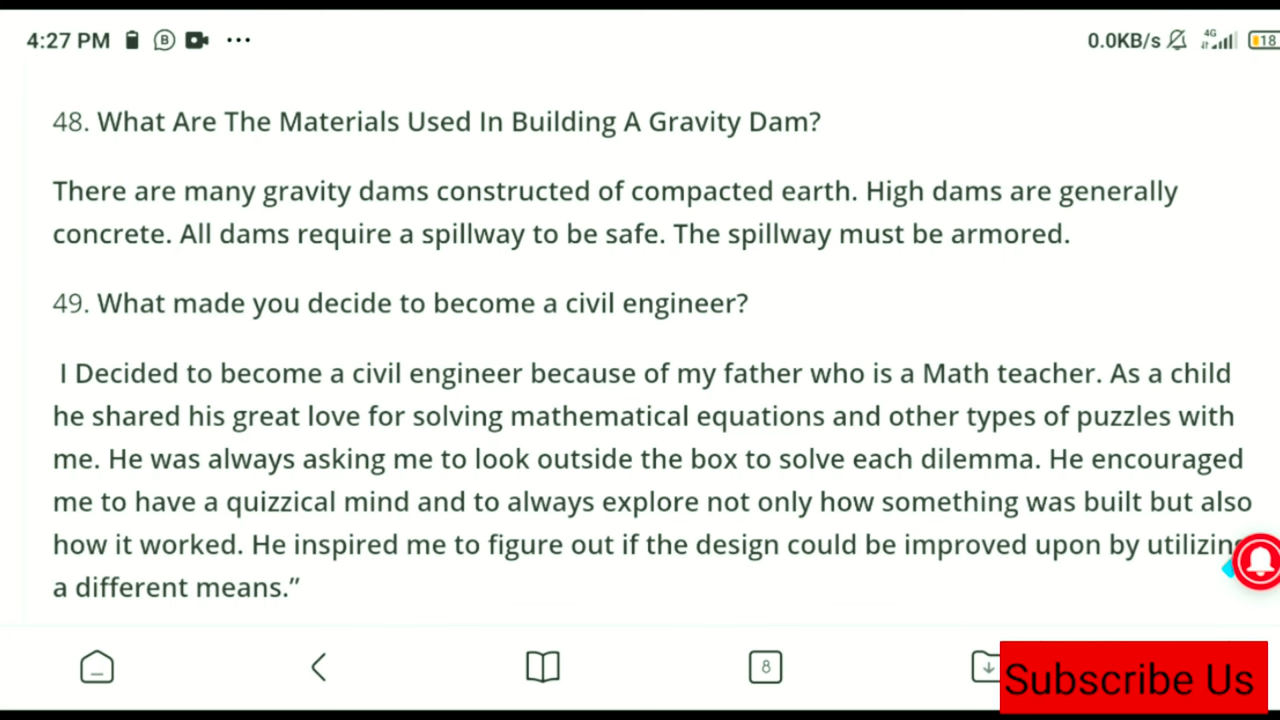 4:27 PM B ...
0.0KB/s 4G 18
48. What Are The Materials Used In Building A Gravity Dam?
There are many gravity dams constructed of compacted earth. High dams are generally
concrete. All dams require a spillway to be safe. The spillway must be armored.
49. What made you decide to become a civil engineer?
I Decided to become a civil engineer because of my father who is a Math teacher. As a child
he shared his great love for solving mathematical equations and other types of puzzles with
me. He was always asking me to look outside the box to solve each dilemma. He encouraged
me to have a quizzical mind and to always explore not only how something was built but also
how it worked. He inspired me to figure out if the design could be improved upon by utilizing
a different means.”
8
Subscribe Us